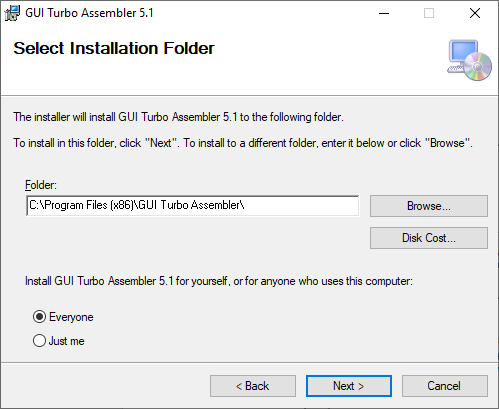 GUI Turbo Assembler 5.1
Select Installation Folder
The installer will install GUI Turbo Assembler 5.1 to the following folder.
To install in this folder, click "Next". To install to a different folder, enter it below or click "Browse".
Folder:
C:\Program Files (x86)\GUI Turbo Assembler\
Browse...
Disk Cost...
Install GUI Turbo Assembler 5.1 for yourself, or for anyone who uses this computer:
Everyone
Just me
< Back
Next >
Cancel